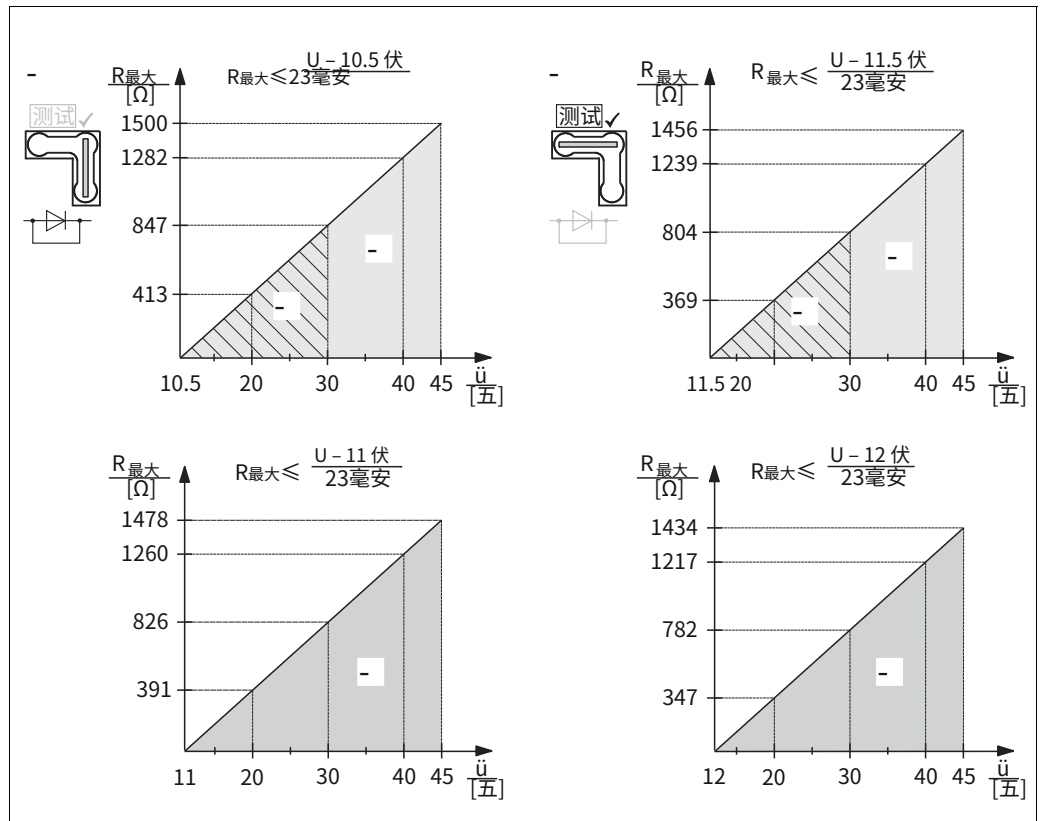 -
R最大
[Ω]
R最大≤23毫安
U – 10.5 伏
测试✓
1500
1282
847
413
-
-
10.5 20 30 40 45
ü
[五]
-
R最大
[Ω]
R最大≤
U – 11.5 伏
23毫安
测试✓
1456
1239
804
369
-
-
11.5 20 30 40 45
ü
[五]
R最大
[Ω]
R最大≤
U – 11 伏
23毫安
1478
1260
826
391
-
11 20 30 40 45
ü
[五]
R最大
[Ω]
R最大≤
U – 12 伏
23毫安
1434
1217
782
347
-
12 20 30 40 45
ü
[五]